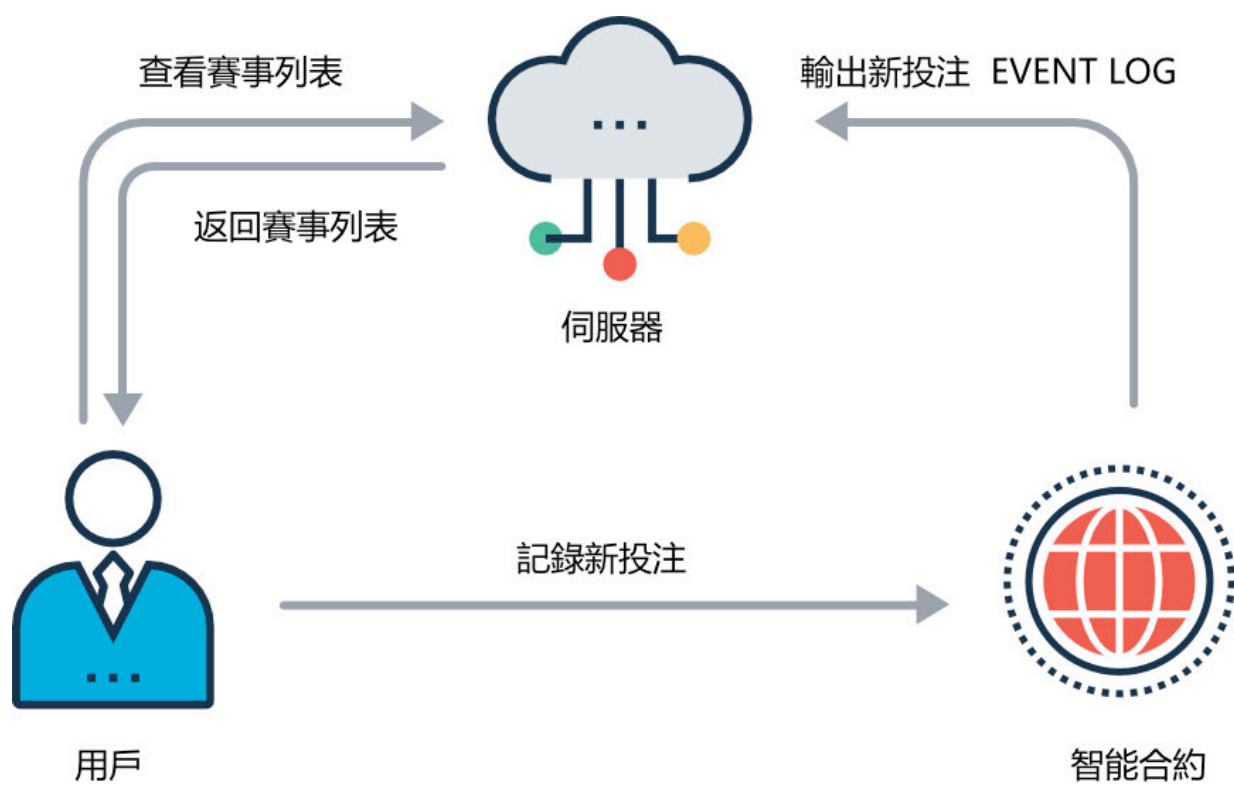 查看賽事列表
輸出新投注 EVENT LOG
返回賽事列表
伺服器
記錄新投注
用戶
智能合約